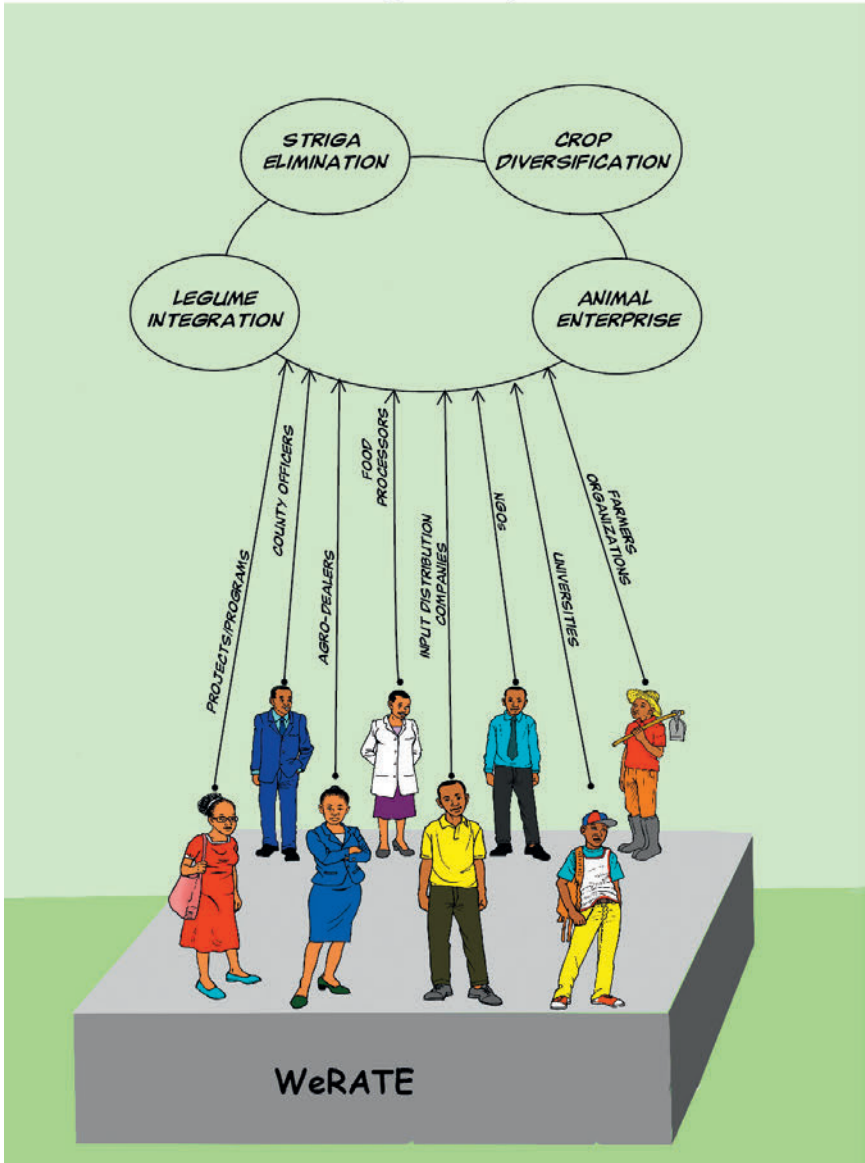 STRIGA
ELIMINATION
CROP
DIVERSIFICATION
LEGUME
INTEGRATION
ANIMAL
ENTERPRISE
PROJECTS/PROGRAMS
COUNTY OFFICERS
AGRO-DEALERS
FOOD
PROCESSORS
INPUT DISTRIBUTION
COMPANIES
NGOs
UNIVERSITIES
FARMERS
ORGANIZATIONS
WeRATE